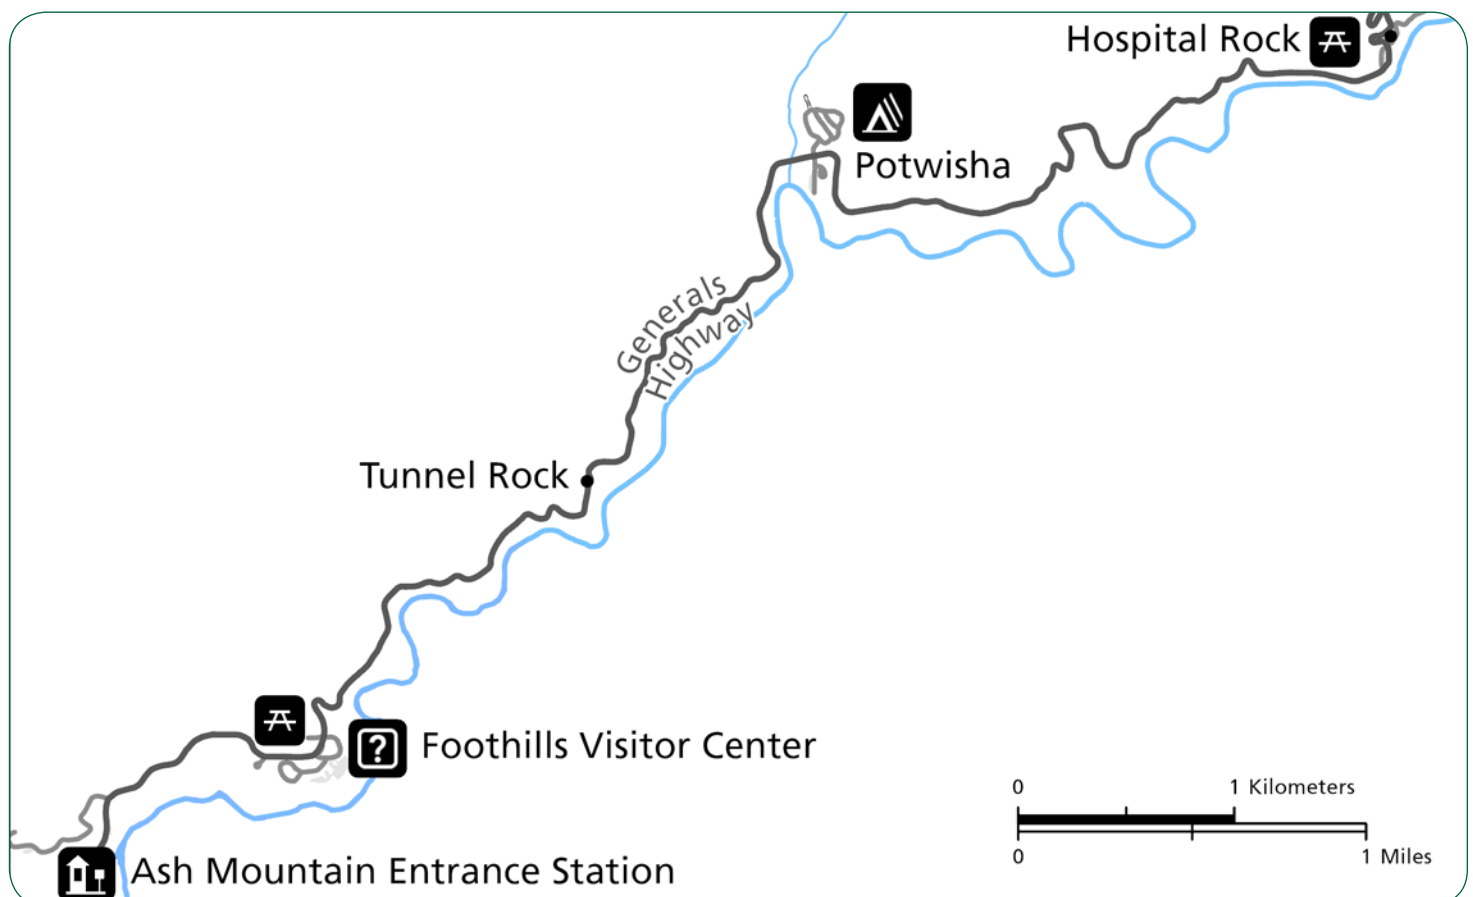 Hospital Rock
Potwisha
Generals
Highway
Tunnel Rock
?
Foothills Visitor Center
0 1 Kilometers
0 1 Miles
Ash Mountain Entrance Station